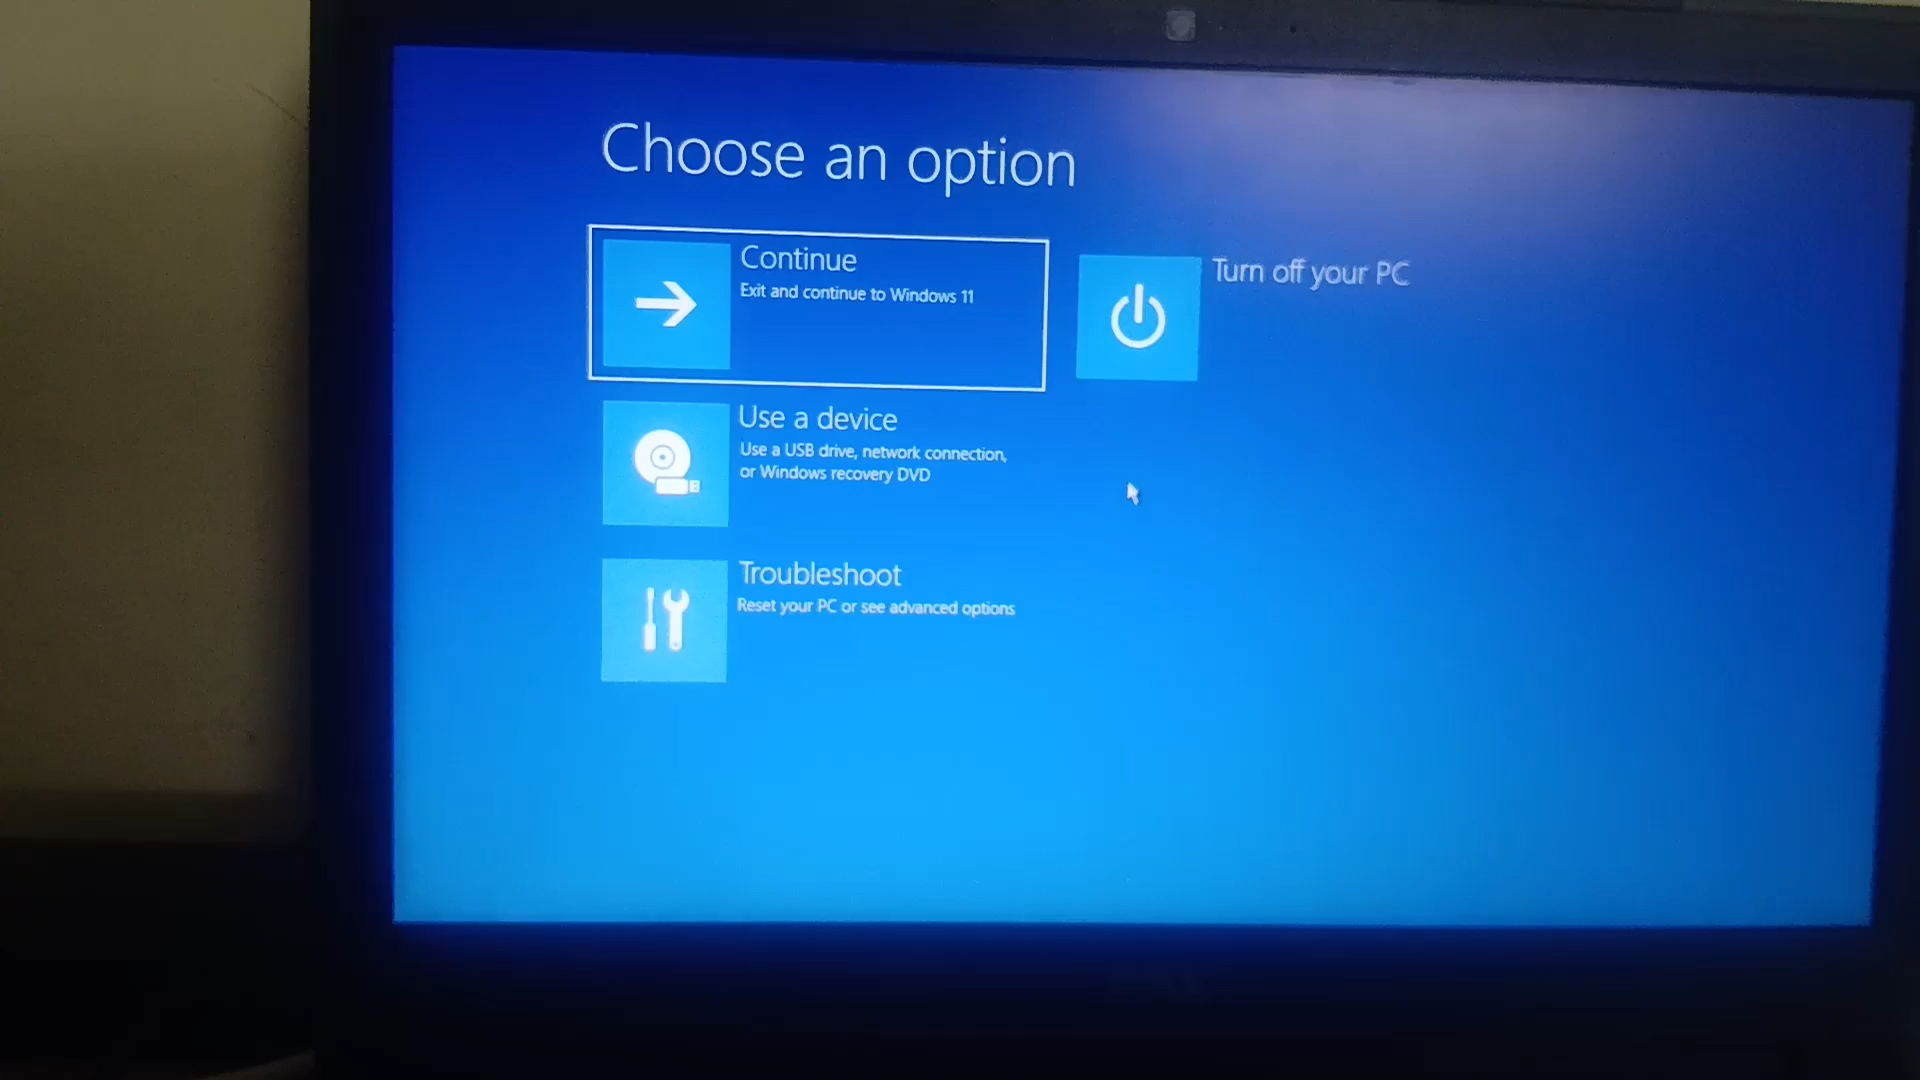 Choose an option
Continue
Exit and continue to Windows 11
Turn off your PC
Use a device
Use a USB drive, network connection,
or Windows recovery DVD
Troubleshoot
Reset your PC or see advanced options